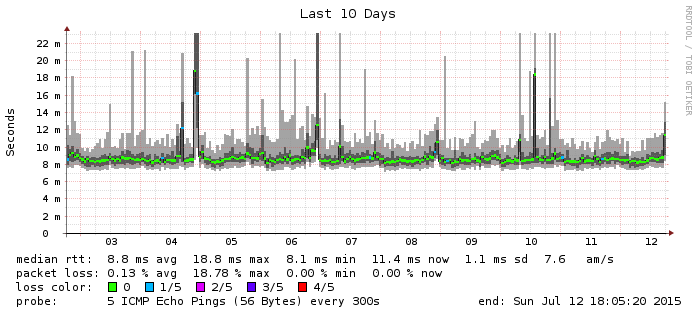 Last 10 Days
RRDTOOL / TOBI OETIKER
Seconds
22 m
20 m
18 m
16 m
14 m
12 m
10 m
8 m
6 m
4 m
2 m
0
03 04 05 06 07 08 09 10 11 12
median rtt: 8.8 ms avg 18.8 ms max 8.1 ms min 11.4 ms now 1.1 ms sd 7.6 am/s
packet loss: 0.13 % avg 18.78 % max 0.00 % min 0.00 % now
loss color: 0 1/5 2/5 3/5 4/5
probe: 5 ICMP Echo Pings (56 Bytes) every 300s end: Sun Jul 12 18:05:20 2015